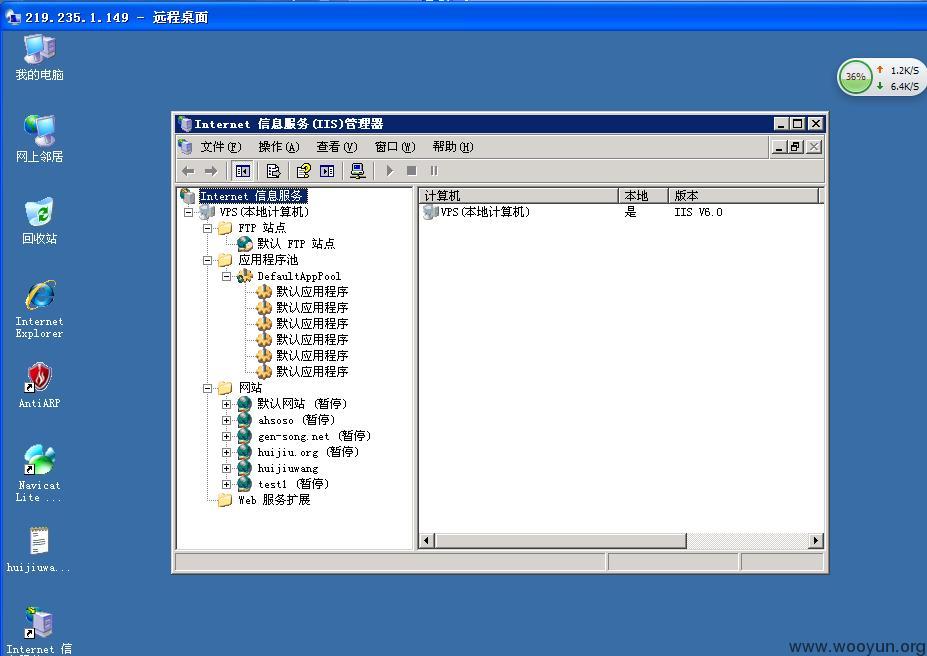 219.235.1.149 - 远程桌面
我的电脑
网上邻居
回收站
Internet
Explorer
AntiARP
Navicat
Lite ...
huijiuwa...
Internet 信
36%
1.2K/S
6.4K/S
Internet 信息服务(IIS)管理器
文件(F) 操作(A) 查看(V) 窗口(W) 帮助(H)
Internet 信息服务
VPS(本地计算机)
FTP 站点
默认 FTP 站点
应用程序池
DefaultAppPool
默认应用程序
默认应用程序
默认应用程序
默认应用程序
默认应用程序
默认应用程序
网站
默认网站 (暂停)
ahsoso (暂停)
gen-song.net (暂停)
huijiu.org (暂停)
huijiuwang
test1 (暂停)
Web 服务扩展
计算机 本地 版本
VPS(本地计算机) 是 IIS V6.0
www.wooyun.org